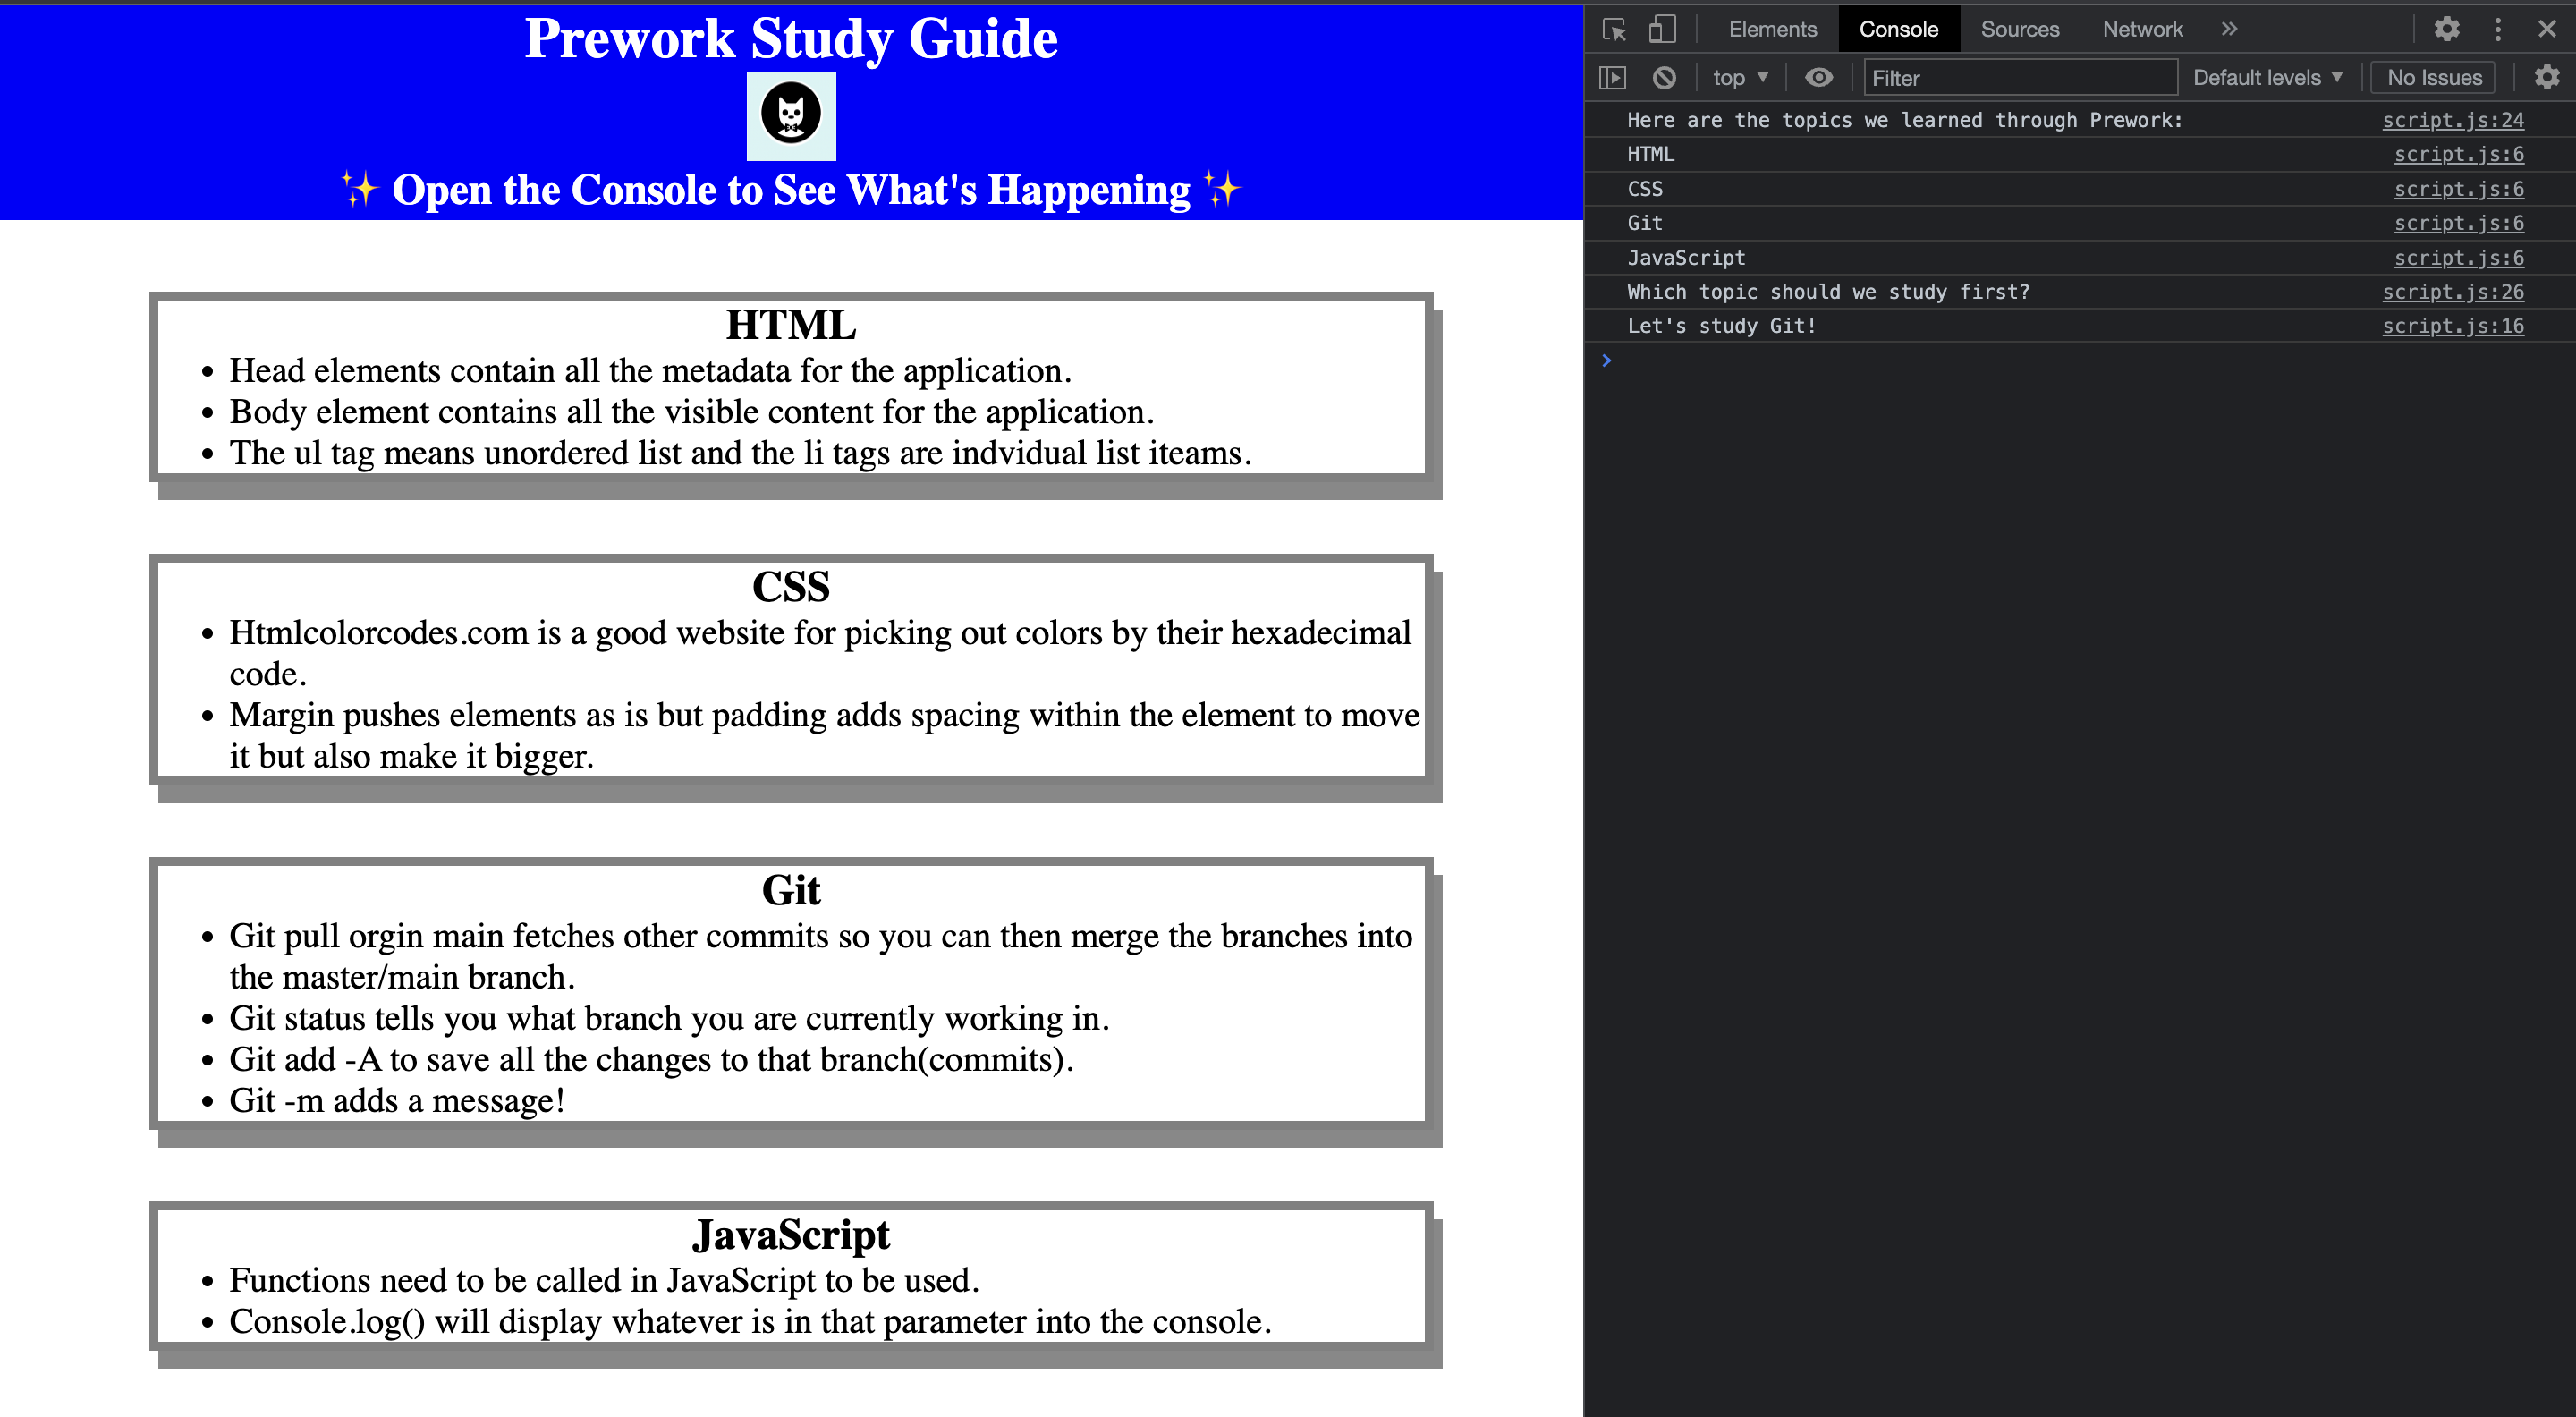 Prework Study Guide
✨ Open the Console to See What's Happening ✨
HTML
• Head elements contain all the metadata for the application.
• Body element contains all the visible content for the application.
• The ul tag means unordered list and the li tags are indvidual list iteams.
CSS
• Htmlcolorcodes.com is a good website for picking out colors by their hexadecimal
code.
• Margin pushes elements as is but padding adds spacing within the element to move
it but also make it bigger.
Git
• Git pull orgin main fetches other commits so you can then merge the branches into
the master/main branch.
• Git status tells you what branch you are currently working in.
• Git add -A to save all the changes to that branch(commits).
• Git -m adds a message!
JavaScript
• Functions need to be called in JavaScript to be used.
• Console.log() will display whatever is in that parameter into the console.
Elements Console Sources Network »
top ▼ Filter Default levels ▼ No Issues
Here are the topics we learned through Prework: script.js:24
HTML script.js:6
CSS script.js:6
Git script.js:6
JavaScript script.js:6
Which topic should we study first? script.js:26
Let's study Git! script.js:16